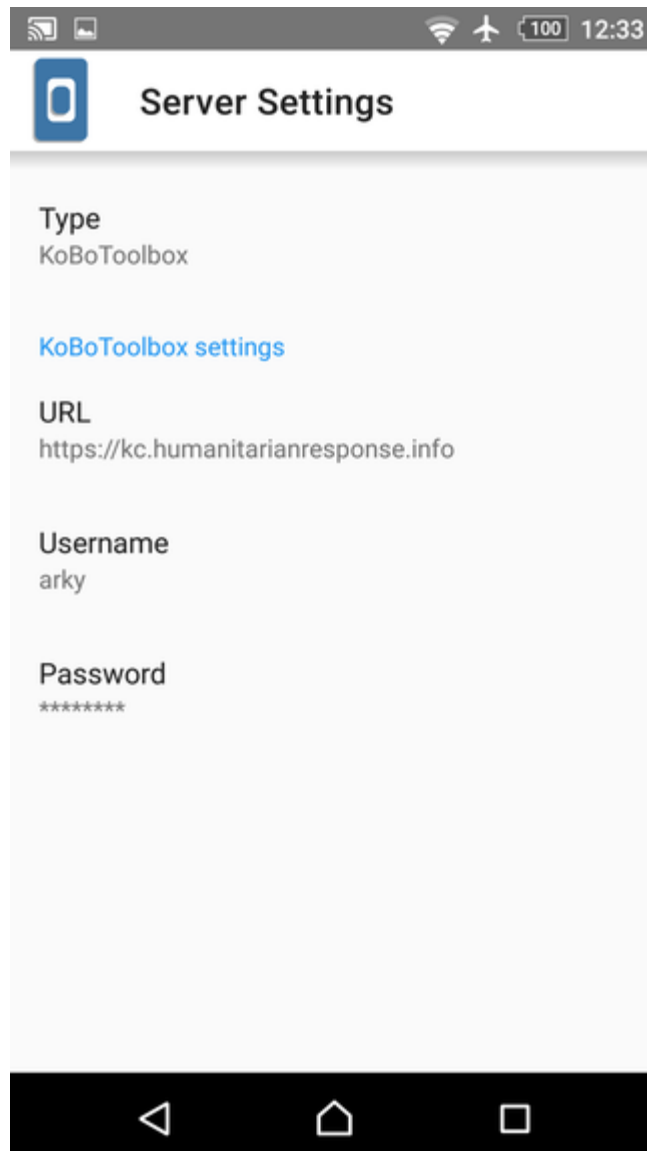 100 12:33
Server Settings
Type
KoBoToolbox
KoBoToolbox settings
URL
https://kc.humanitarianresponse.info
Username
arky
Password
********